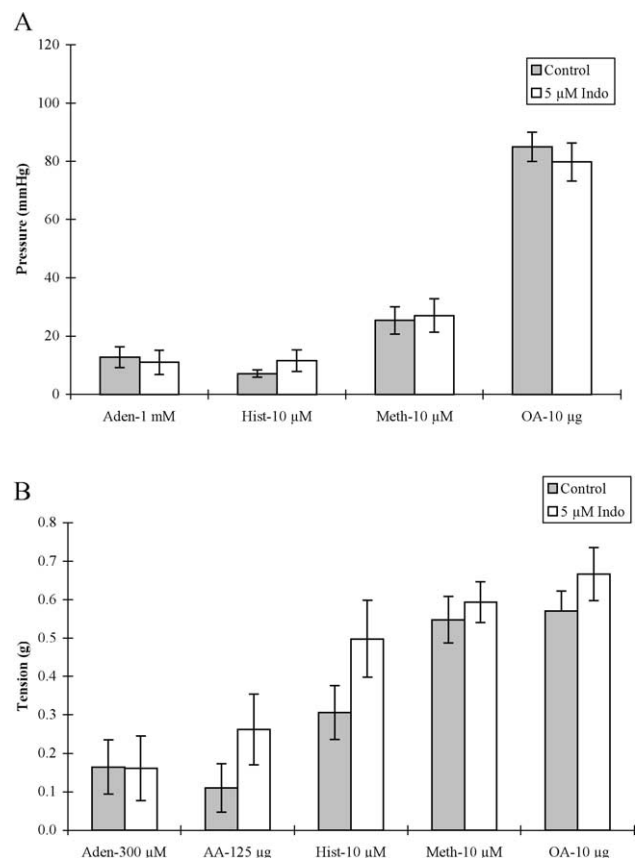 A
120
100
80
60
40
20
0
Pressure (mmHg)
Control
5 µM Indo
Aden-1 mM Hist-10 µM Meth-10 µM OA-10 µg
B
0.8
0.7
0.6
0.5
0.4
0.3
0.2
0.1
0.0
Tension (g)
Control
5 µM Indo
Aden-300 µM AA-125 µg Hist-10 µM Meth-10 µM OA-10 µg